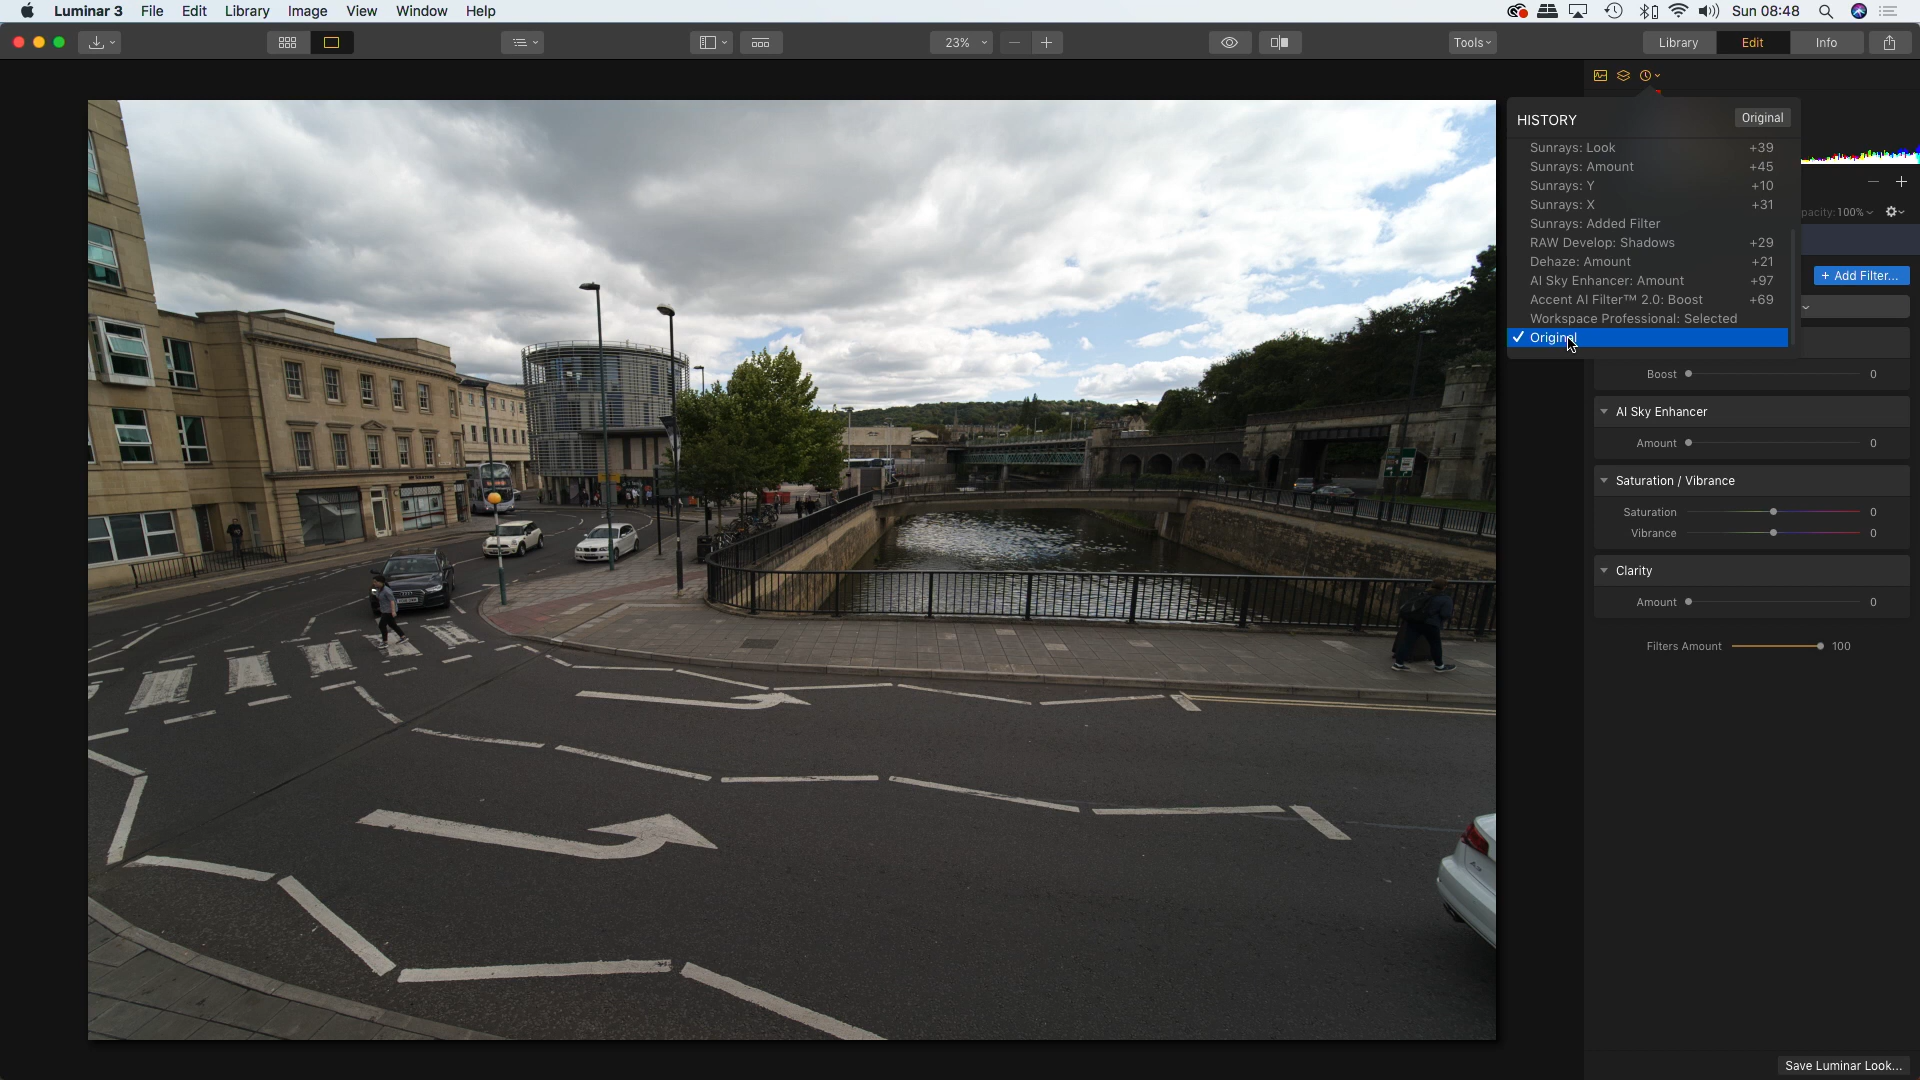 Luminar 3 File Edit Library Image View Window Help Sun 08:48
23% Tools Library Edit Info
HISTORY Original
Sunrays: Look +39
Sunrays: Amount +45
Sunrays: Y +10
Sunrays: X +31
Sunrays: Added Filter
RAW Develop: Shadows +29
Dehaze: Amount +21
AI Sky Enhancer: Amount +97
Accent AI Filter™ 2.0: Boost +69
Workspace Professional: Selected
✓ Original
pacity: 100%
+ Add Filter...
Boost 0
AI Sky Enhancer
Amount 0
Saturation / Vibrance
Saturation 0
Vibrance 0
Clarity
Amount 0
Filters Amount 100
Save Luminar Look...